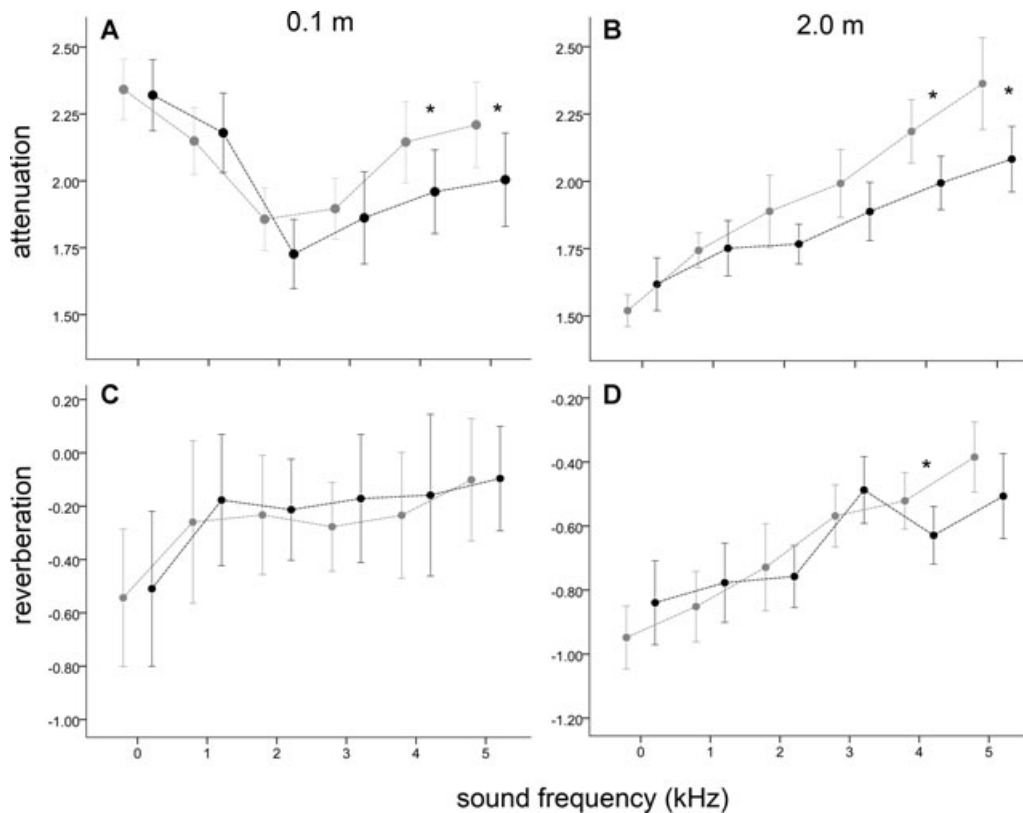 A 0.1 m
B 2.0 m
attenuation
2.50
2.25
2.00
1.75
1.50
* *
2.50
2.25
2.00
1.75
1.50
* *
C
reverberation
0.20
0.00
-0.20
-0.40
-0.60
-0.80
-1.00
0 1 2 3 4 5
D
-0.20
-0.40
-0.60
-0.80
-1.00
-1.20
*
0 1 2 3 4 5
sound frequency (kHz)